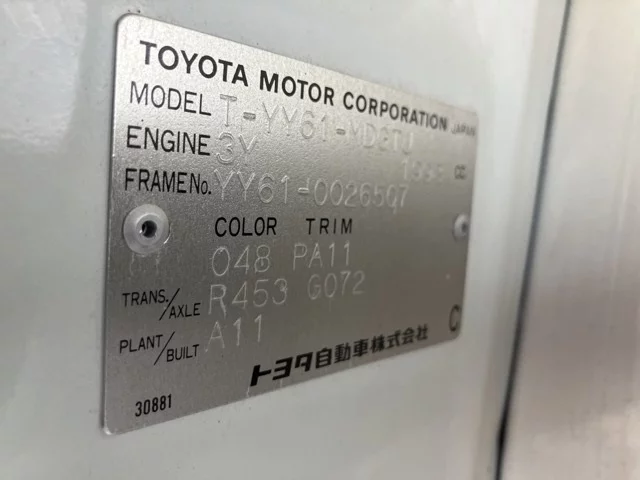 TOYOTA MOTOR CORPORATION JAPAN
MODEL T-YY61-MD2TJ
ENGINE 3Y 1998 CC
FRAME No. YY61-0026507
COLOR TRIM
048 PA11
TRANS./AXLE R453 G072
PLANT/BUILT A11
C
トヨタ自動車株式会社
30881